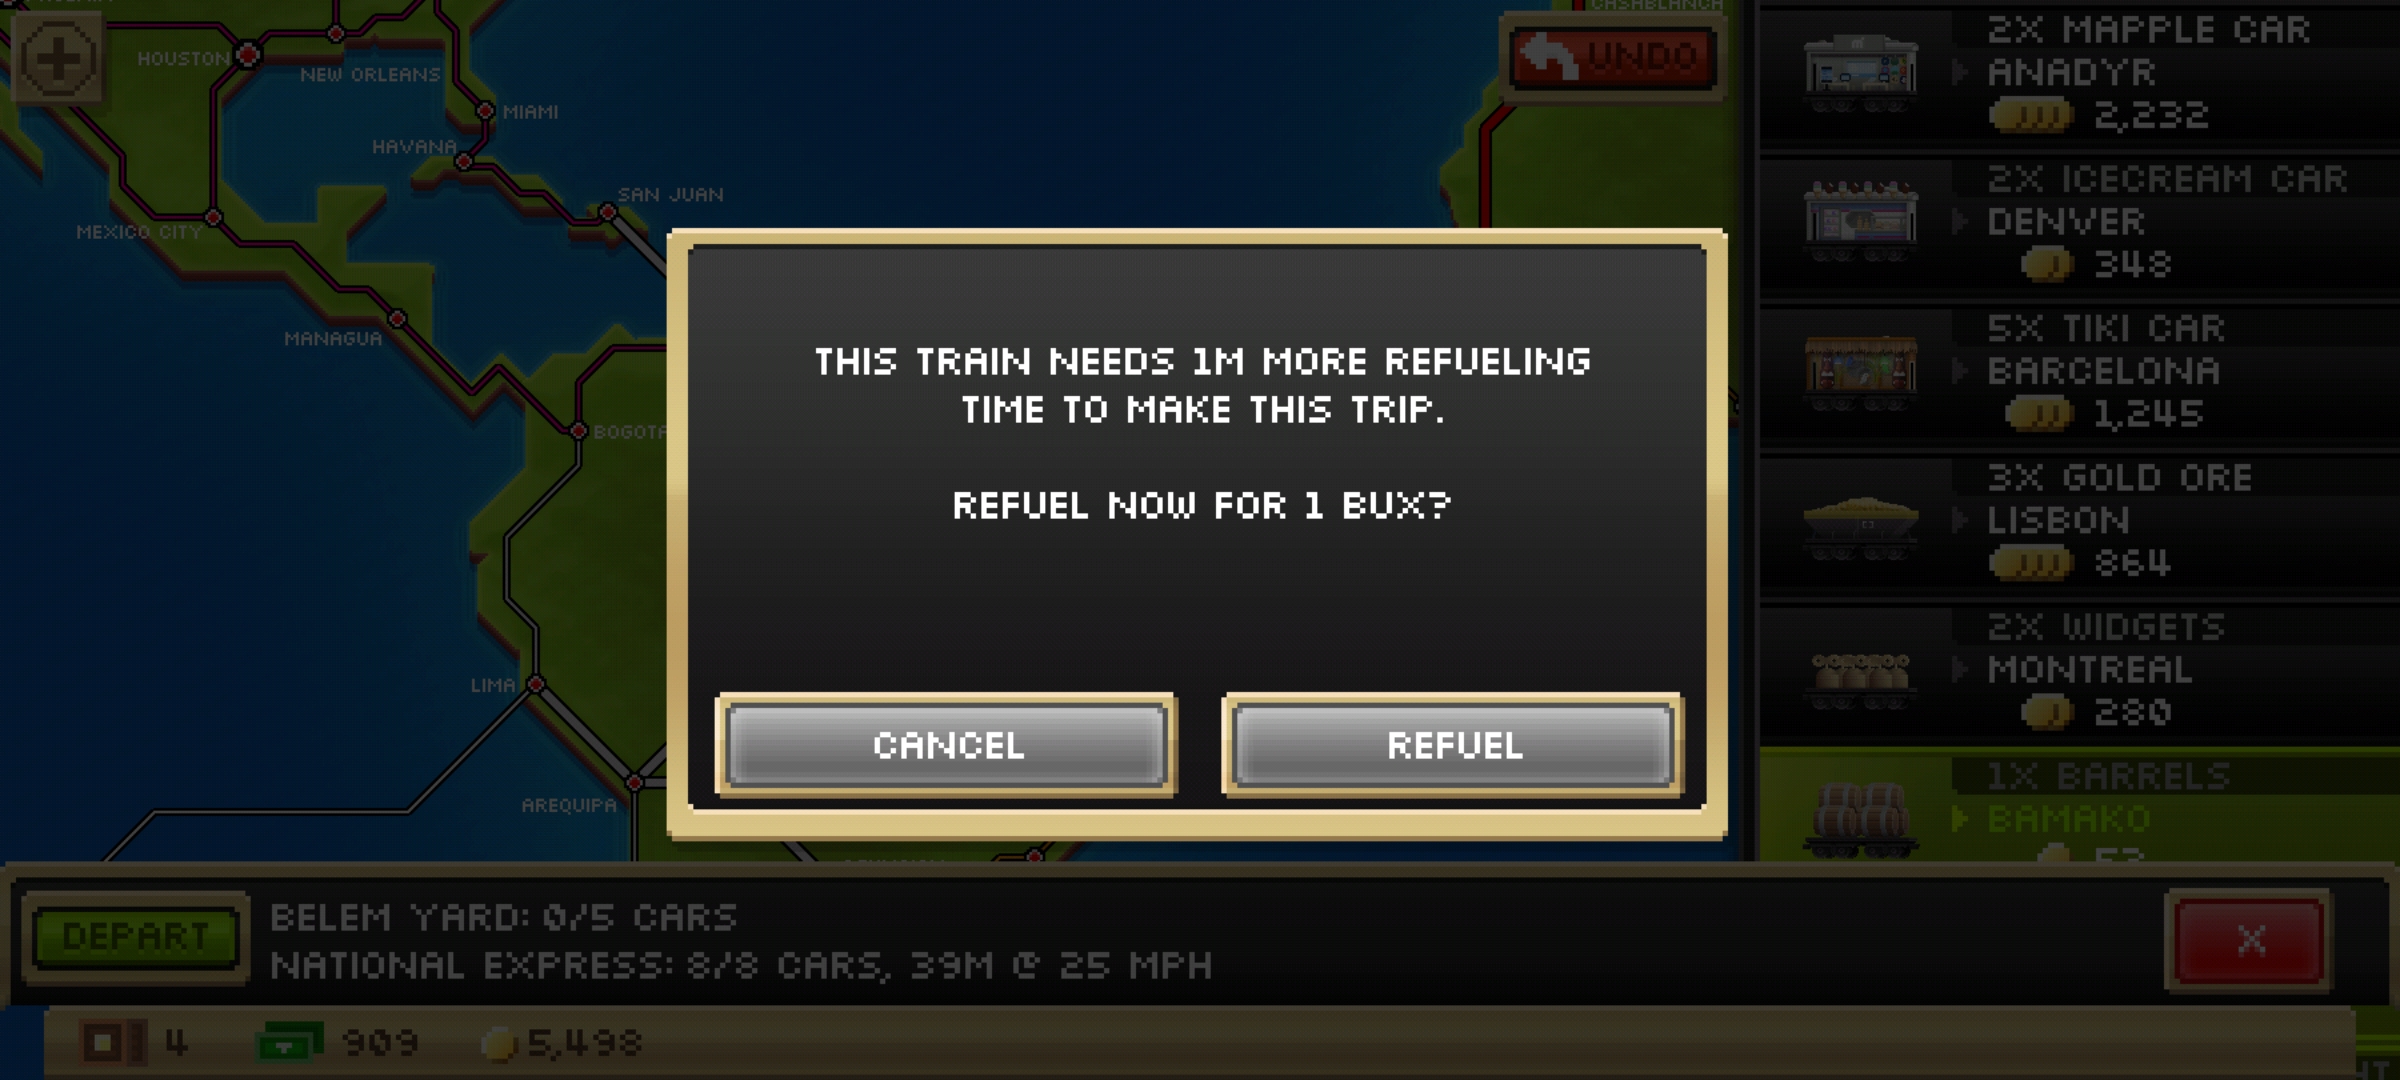 HOUSTON
NEW ORLEANS
MIAMI
HAVANA
SAN JUAN
MEXICO CITY
MANAGUA
BOGOTA
LIMA
AREQUIPA
CASABLANCA
UNDO
THIS TRAIN NEEDS 1M MORE REFUELING
TIME TO MAKE THIS TRIP.
REFUEL NOW FOR 1 BUX?
CANCEL
REFUEL
2X MAPPLE CAR
ANADYR
2,232
2X ICECREAM CAR
DENVER
348
5X TIKI CAR
BARCELONA
1,245
3X GOLD ORE
LISBON
864
2X WIDGETS
MONTREAL
280
1X BARRELS
BAMAKO
DEPART
BELEM YARD: 0/5 CARS
NATIONAL EXPRESS: 8/8 CARS, 39M @ 25 MPH
X
4
909
5,498